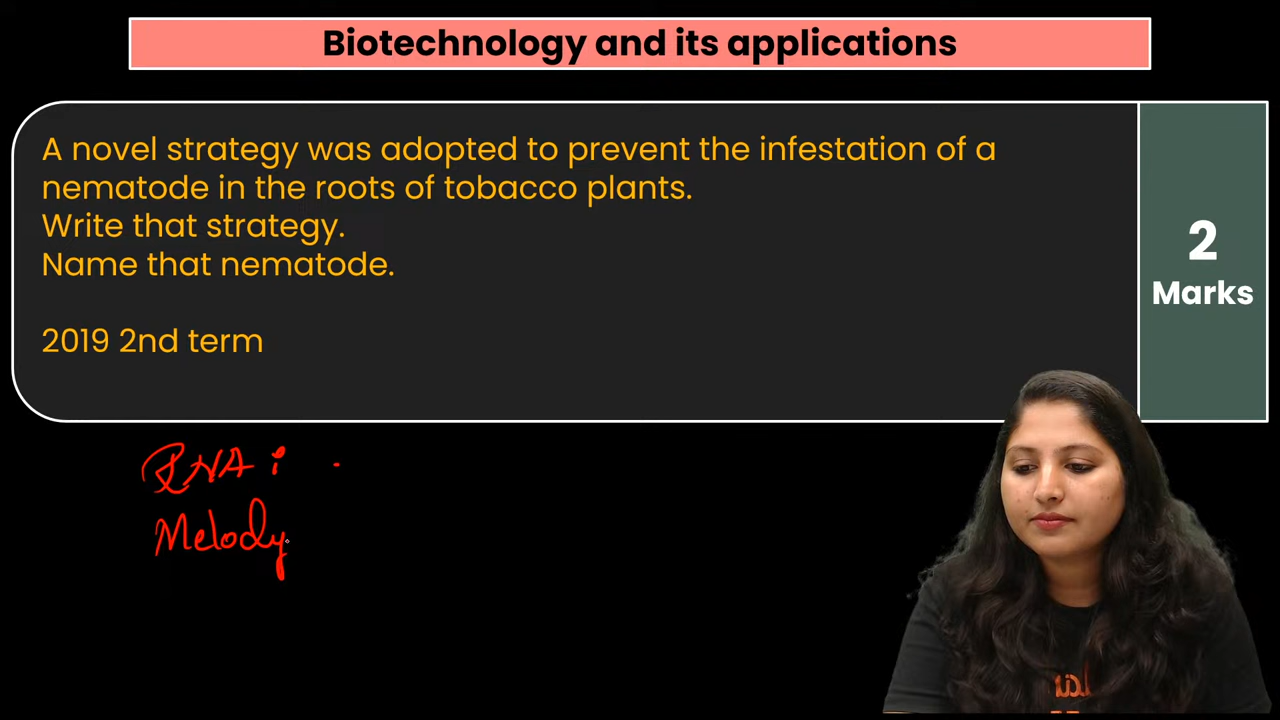 Biotechnology and its applications
A novel strategy was adopted to prevent the infestation of a
nematode in the roots of tobacco plants.
Write that strategy.
Name that nematode.
2019 2nd term
2
Marks
RNA i
Melody